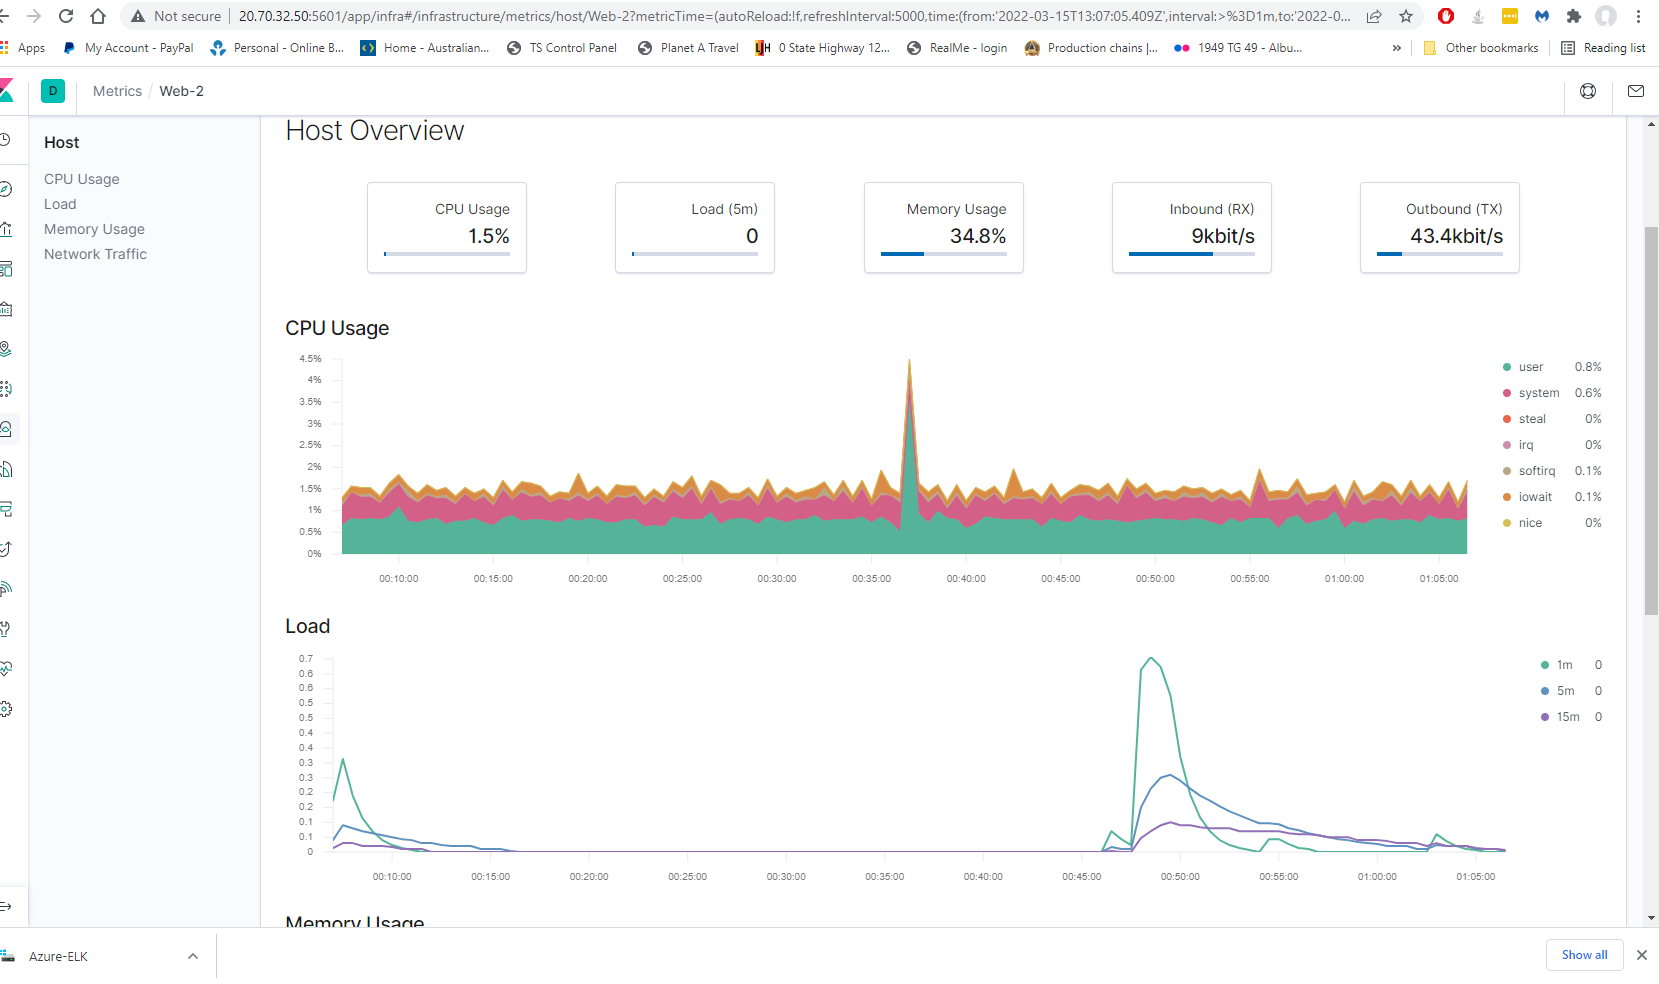 Not secure
20.70.32.50:5601/app/infra#/infrastructure/metrics/host/Web-2?metricTime=(autoReload:!f,refreshInterval:5000,time:(from:'2022-03-15T13:07:05.409Z',interval:>%3D1m,to:'2022-0...
Apps
My Account - PayPal
Personal - Online B...
Home - Australian...
TS Control Panel
Planet A Travel
0 State Highway 12...
RealMe - login
Production chains |...
1949 TG 49 - Albu...
»
Other bookmarks
Reading list
D
Metrics / Web-2
Host
CPU Usage
Load
Memory Usage
Network Traffic
Host Overview
CPU Usage
1.5%
Load (5m)
0
Memory Usage
34.8%
Inbound (RX)
9kbit/s
Outbound (TX)
43.4kbit/s
CPU Usage
4.5%
4%
3.5%
3%
2.5%
2%
1.5%
1%
0.5%
0%
00:10:00 00:15:00 00:20:00 00:25:00 00:30:00 00:35:00 00:40:00 00:45:00 00:50:00 00:55:00 01:00:00 01:05:00
user 0.8%
system 0.6%
steal 0%
irq 0%
softirq 0.1%
iowait 0.1%
nice 0%
Load
0.7
0.6
0.6
0.5
0.5
0.4
0.4
0.3
0.3
0.2
0.2
0.1
0.1
0
00:10:00 00:15:00 00:20:00 00:25:00 00:30:00 00:35:00 00:40:00 00:45:00 00:50:00 00:55:00 01:00:00 01:05:00
1m 0
5m 0
15m 0
Memory Usage
Azure-ELK
Show all